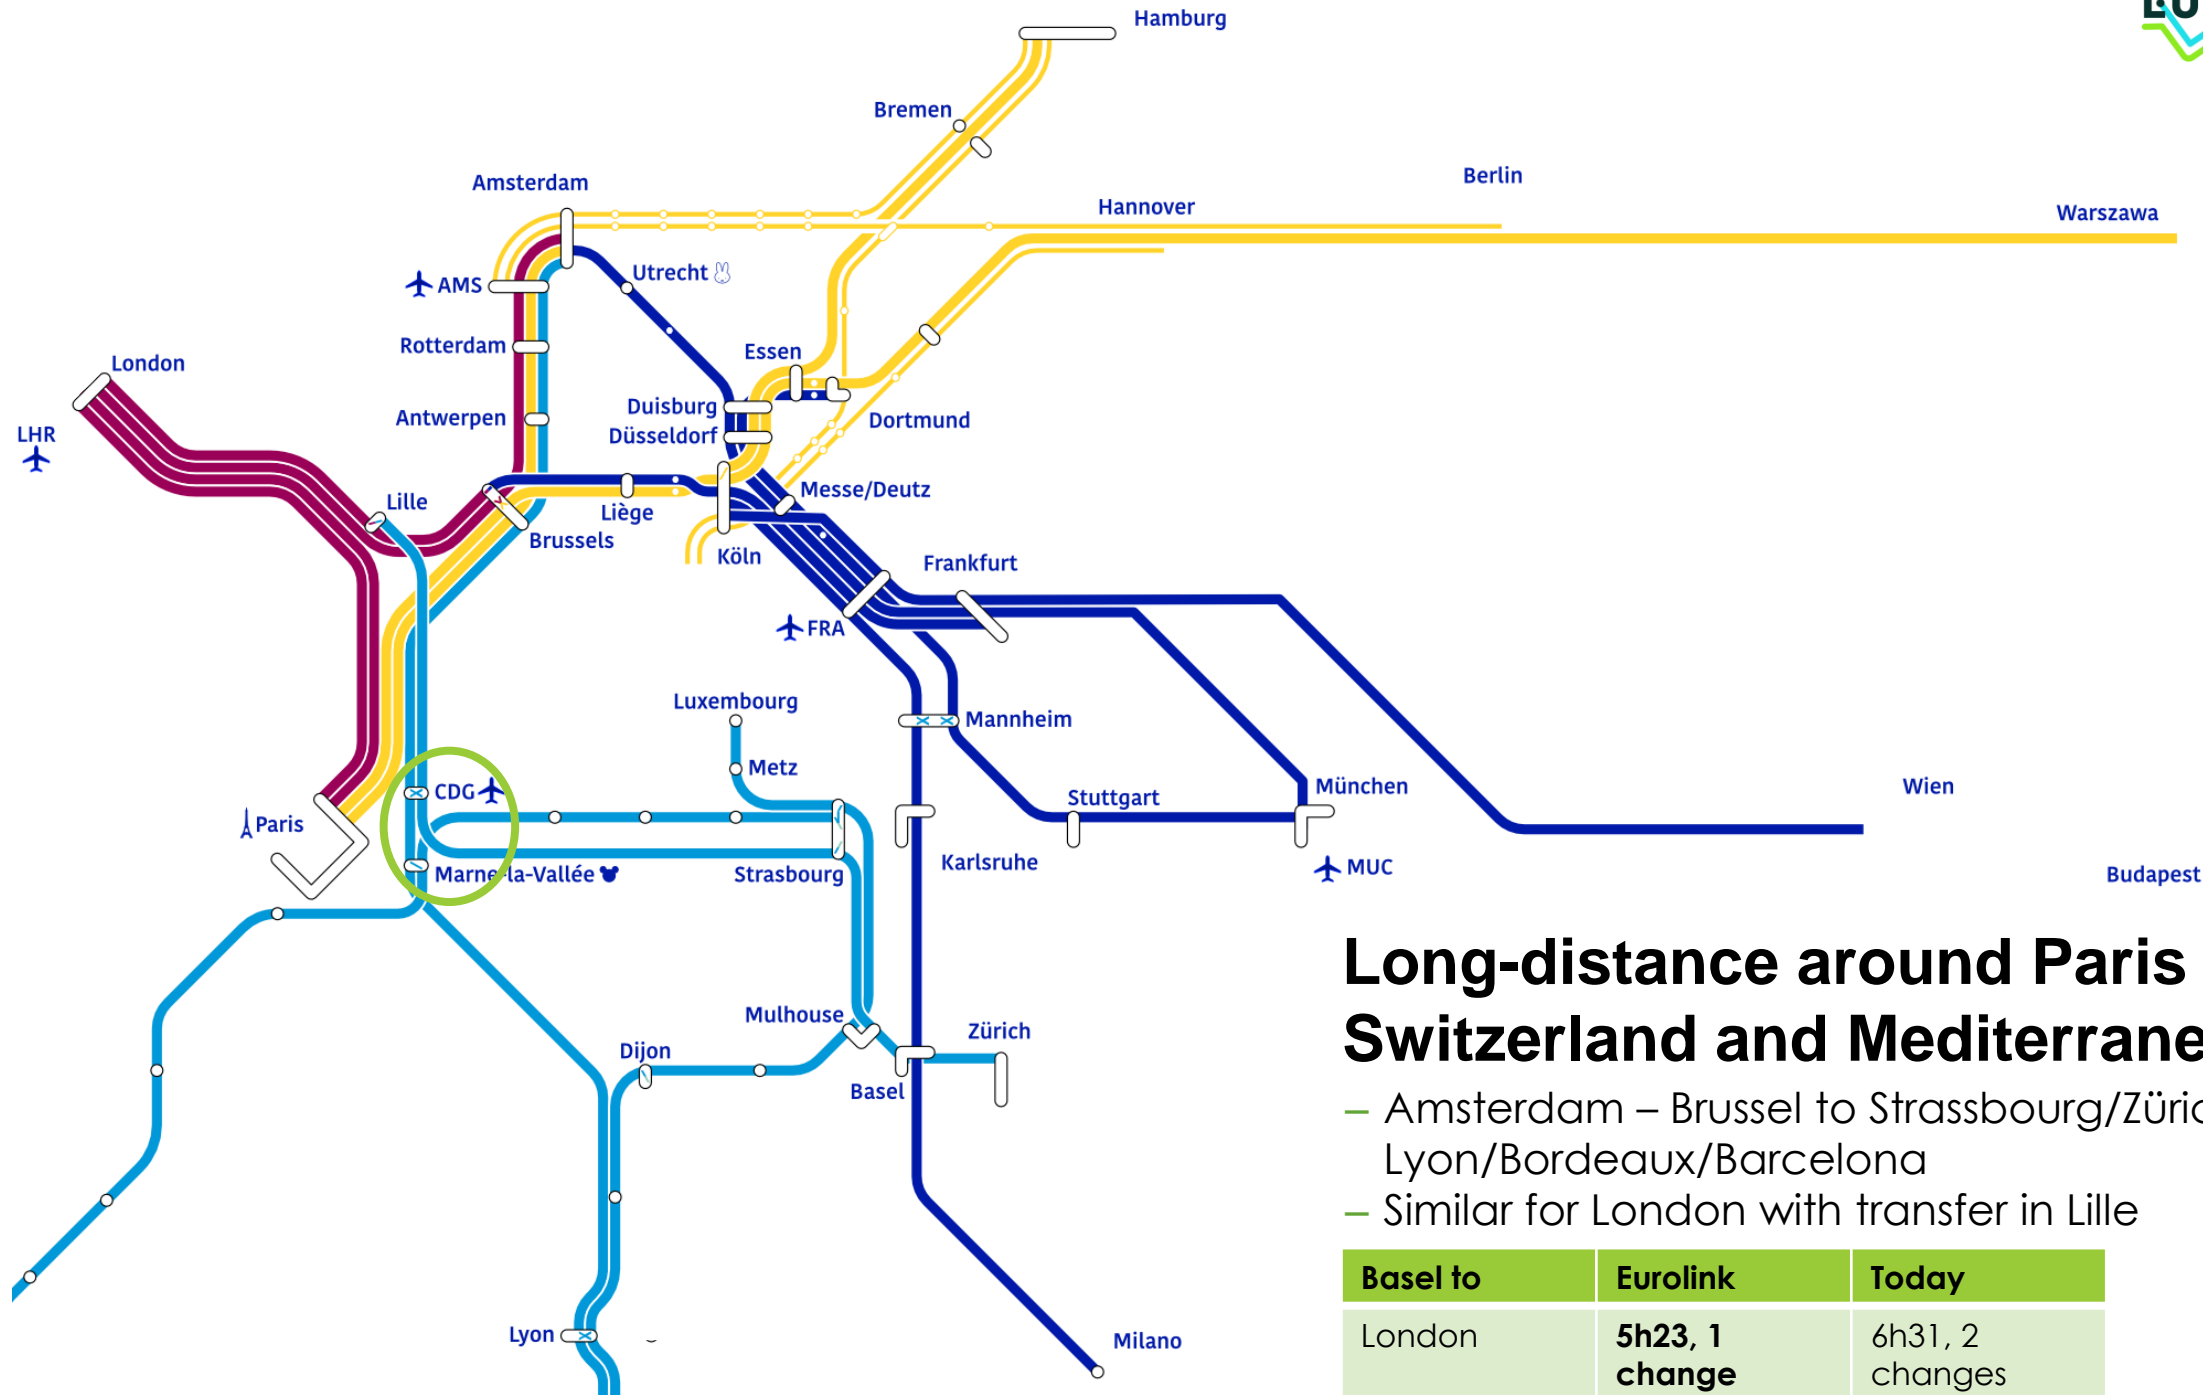 Hamburg
Bremen
Berlin
Amsterdam
Hannover
Warszawa
Utrecht
AMS
Rotterdam
Essen
London
Antwerpen
Duisburg
Düsseldorf
Dortmund
LHR
Lille
Messe/Deutz
Liège
Brussels
Köln
Frankfurt
FRA
Luxembourg
Mannheim
Metz
CDG
München
Wien
Stuttgart
Paris
Karlsruhe
Marne-la-Vallée
Strasbourg
MUC
Budapest
Mulhouse
Zürich
Dijon
Basel
Lyon
Milano
Long-distance around Paris
Switzerland and Mediterrane
– Amsterdam – Brussel to Strassbourg/Züric
Lyon/Bordeaux/Barcelona
– Similar for London with transfer in Lille
Basel to Eurolink Today
London 5h23, 1 change 6h31, 2 changes